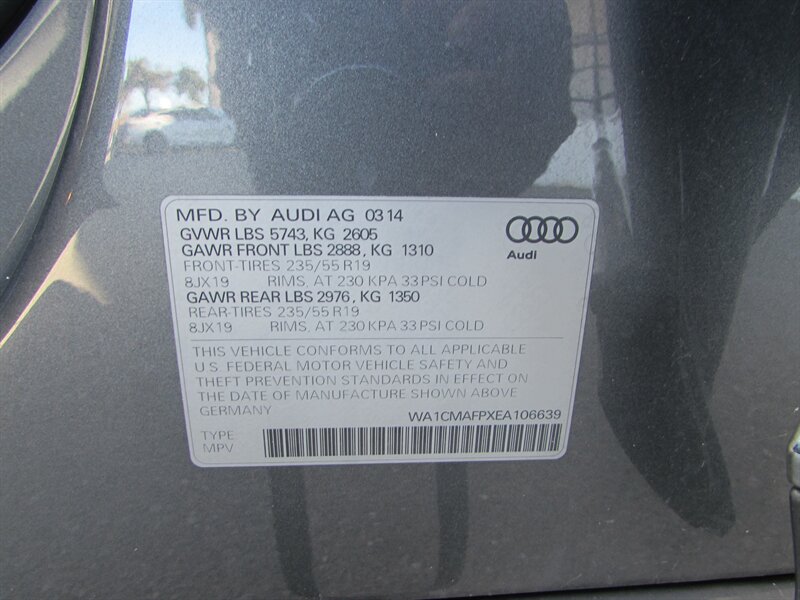 MFD. BY AUDI AG 0314
GVWR LBS 5743, KG 2605
GAWR FRONT LBS 2888, KG 1310
FRONT-TIRES 235/55 R19
8JX19 RIMS, AT 230 KPA 33 PSI COLD
GAWR REAR LBS 2976, KG 1350
REAR-TIRES 235/55 R19
8JX19 RIMS, AT 230 KPA 33 PSI COLD
Audi
THIS VEHICLE CONFORMS TO ALL APPLICABLE
U.S. FEDERAL MOTOR VEHICLE SAFETY AND
THEFT PREVENTION STANDARDS IN EFFECT ON
THE DATE OF MANUFACTURE SHOWN ABOVE
GERMANY WA1CMAFPXEA106639
TYPE
MPV